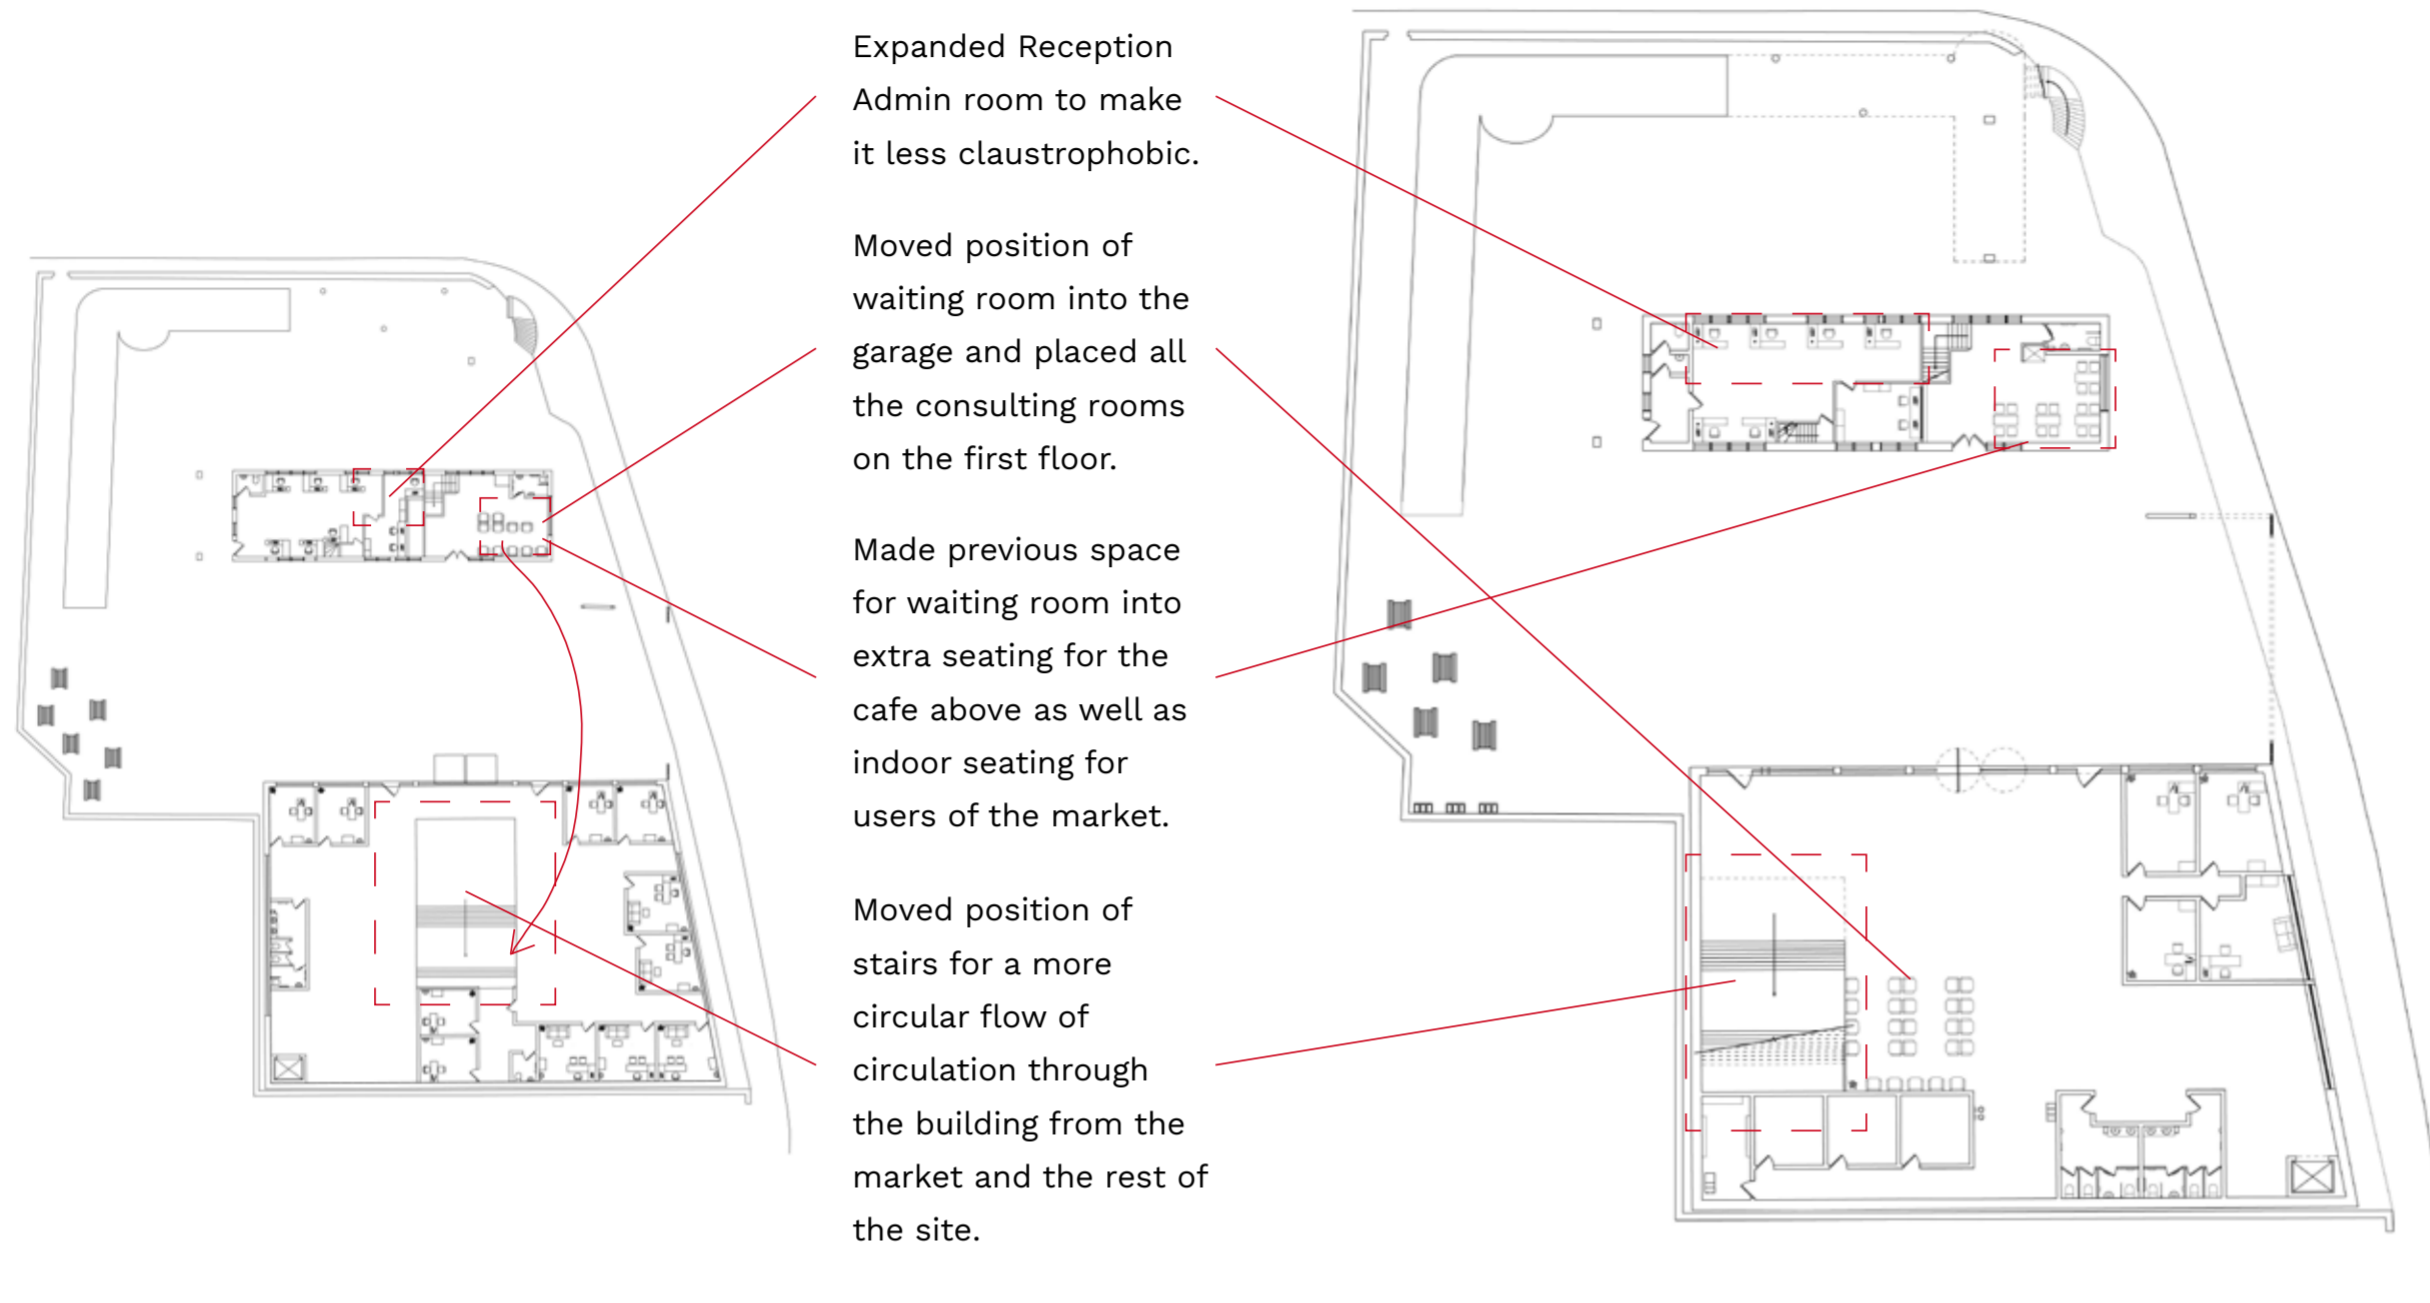 Expanded Reception
Admin room to make
it less claustrophobic.
Moved position of
waiting room into the
garage and placed all
the consulting rooms
on the first floor.
Made previous space
for waiting room into
extra seating for the
cafe above as well as
indoor seating for
users of the market.
Moved position of
stairs for a more
circular flow of
circulation through
the building from the
market and the rest of
the site.